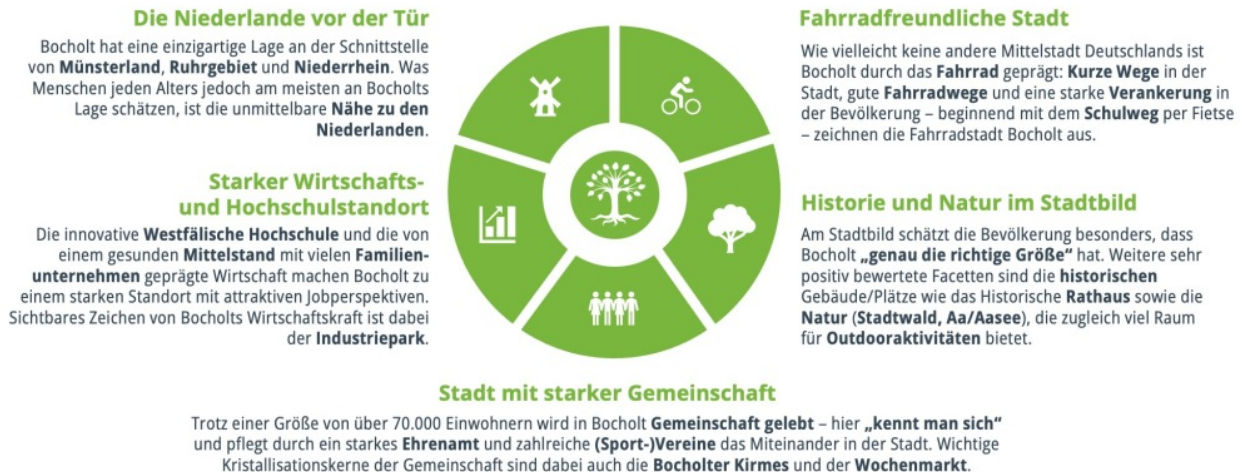 Die Niederlande vor der Tür
Bocholt hat eine einzigartige Lage an der Schnittstelle
von Münsterland, Ruhrgebiet und Niederrhein. Was
Menschen jeden Alters jedoch am meisten an Bocholts
Lage schätzen, ist die unmittelbare Nähe zu den
Niederlanden.
Starker Wirtschafts-
und Hochschulstandort
Die innovative Westfälische Hochschule und die von
einem gesunden Mittelstand mit vielen Familien-
unternehmen geprägte Wirtschaft machen Bocholt zu
einem starken Standort mit attraktiven Jobperspektiven.
Sichtbares Zeichen von Bocholts Wirtschaftskraft ist dabei
der Industriepark.
Fahrradfreundliche Stadt
Wie vielleicht keine andere Mittelstadt Deutschlands ist
Bocholt durch das Fahrrad geprägt: Kurze Wege in der
Stadt, gute Fahrradwege und eine starke Verankerung in
der Bevölkerung – beginnend mit dem Schulweg per Fietse
– zeichnen die Fahrradstadt Bocholt aus.
Historie und Natur im Stadtbild
Am Stadtbild schätzt die Bevölkerung besonders, dass
Bocholt „genau die richtige Größe“ hat. Weitere sehr
positiv bewertete Facetten sind die historischen
Gebäude/Plätze wie das Historische Rathaus sowie die
Natur (Stadtwald, Aa/Aasee), die zugleich viel Raum
für Outdooraktivitäten bietet.
Stadt mit starker Gemeinschaft
Trotz einer Größe von über 70.000 Einwohnern wird in Bocholt Gemeinschaft gelebt – hier „kennt man sich“
und pflegt durch ein starkes Ehrenamt und zahlreiche (Sport-)Vereine das Miteinander in der Stadt. Wichtige
Kristallisationskerne der Gemeinschaft sind dabei auch die Bocholter Kirmes und der Wochenmarkt.